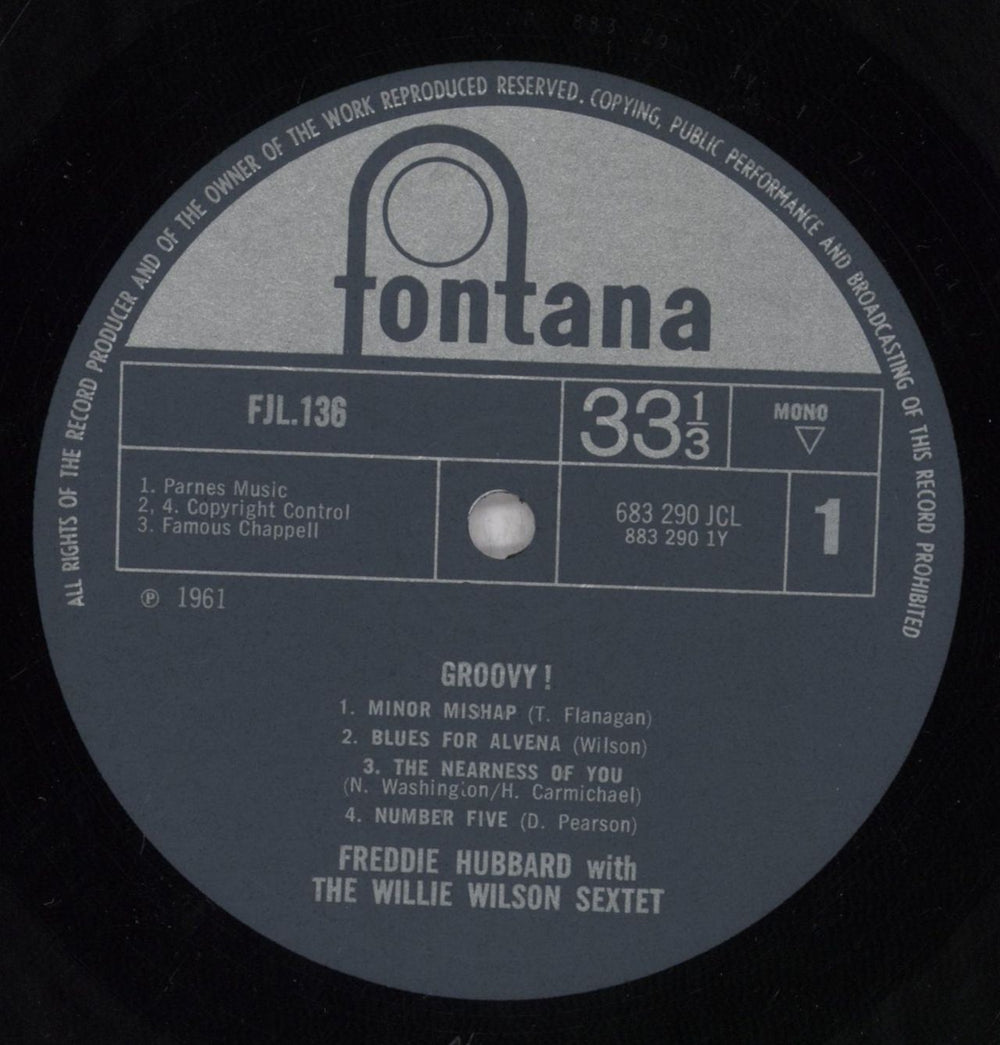 ALL RIGHTS OF THE RECORD PRODUCER AND OF THE OWNER OF THE WORK REPRODUCED RESERVED. COPYING, PUBLIC PERFORMANCE AND BROADCASTING OF THIS RECORD PROHIBITED
fontana
FJL.136
33 1/3
MONO
1. Parnes Music
2, 4. Copyright Control
3. Famous Chappell
683 290 JCL
883 290 1Y
1
℗ 1961
GROOVY!
1. MINOR MISHAP (T. Flanagan)
2. BLUES FOR ALVENA (Wilson)
3. THE NEARNESS OF YOU
(N. Washington/H. Carmichael)
4. NUMBER FIVE (D. Pearson)
FREDDIE HUBBARD with
THE WILLIE WILSON SEXTET